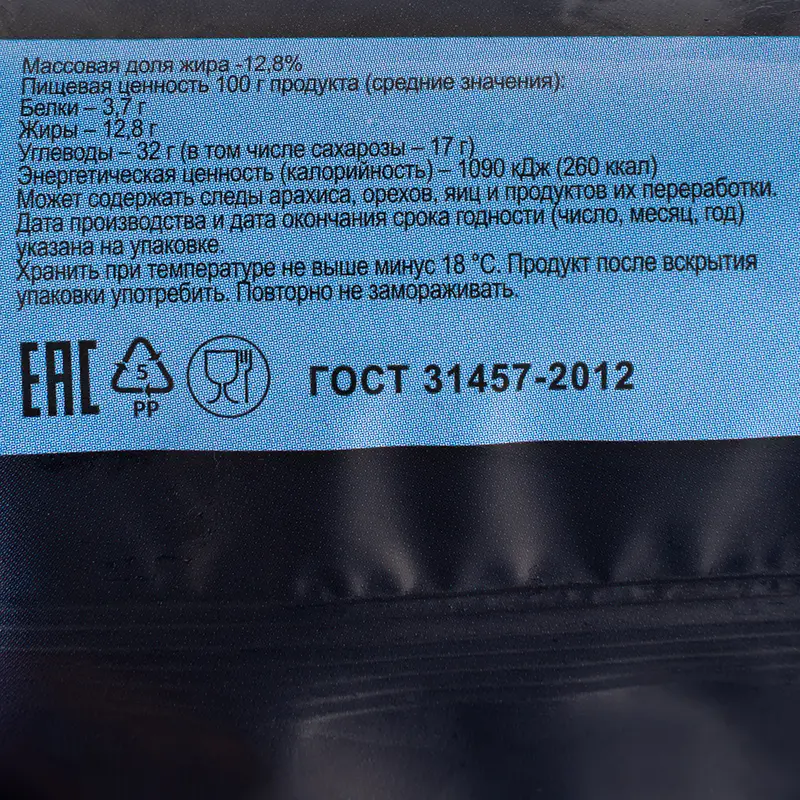 Массовая доля жира -12,8%
Пищевая ценность 100 г продукта (средние значения):
Белки – 3,7 г
Жиры – 12,8 г
Углеводы – 32 г (в том числе сахарозы – 17 г)
Энергетическая ценность (калорийность) – 1090 кДж (260 ккал)
Может содержать следы арахиса, орехов, яиц и продуктов их переработки.
Дата производства и дата окончания срока годности (число, месяц, год)
указана на упаковке.
Хранить при температуре не выше минус 18 °С. Продукт после вскрытия
упаковки употребить. Повторно не замораживать.
ЕАС 5 ГОСТ 31457-2012
PP